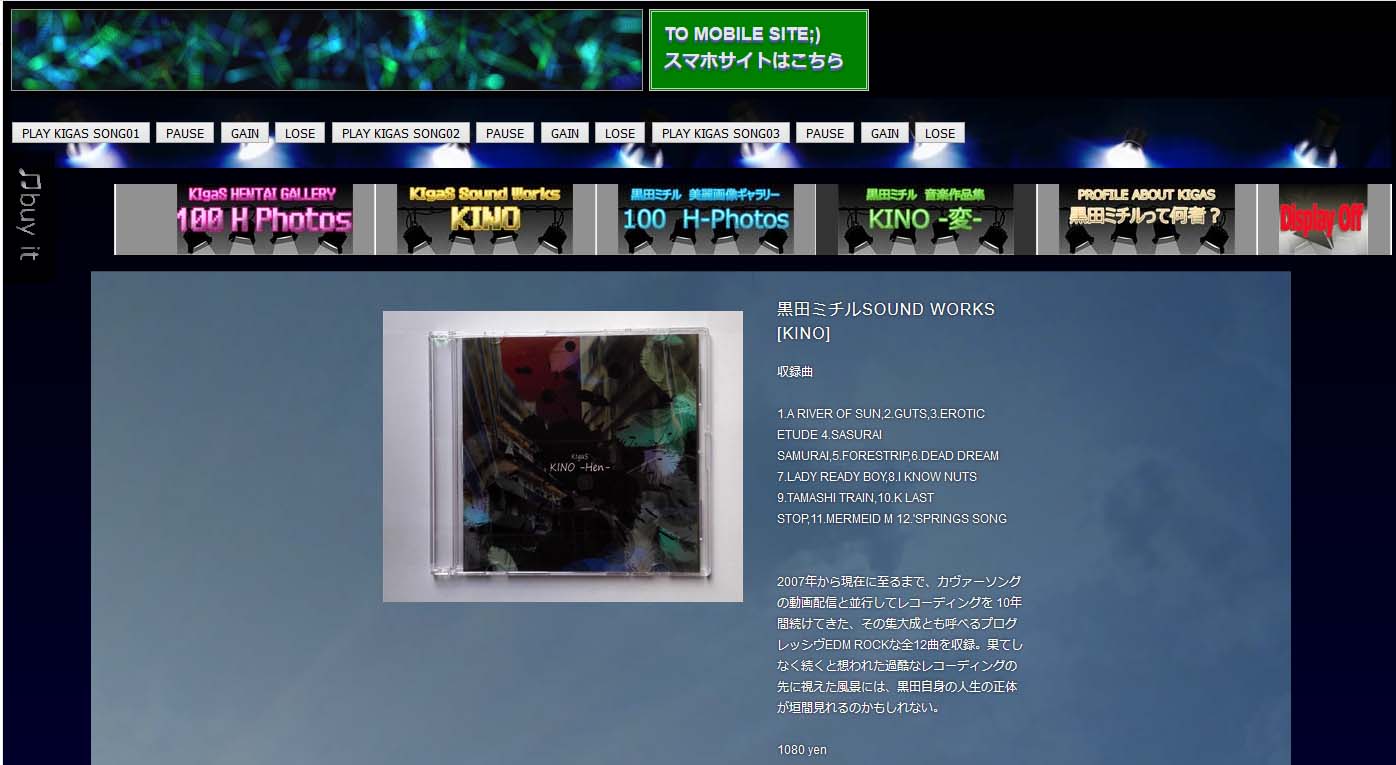 TO MOBILE SITE;)
スマホサイトはこちら
PLAY KIGAS SONG01 PAUSE GAIN LOSE PLAY KIGAS SONG02 PAUSE GAIN LOSE PLAY KIGAS SONG03 PAUSE GAIN LOSE
buy it
KIgaS HENTAI GALLERY
100 H Photos
KIgaS Sound Works
KINO
黒田ミチル 美麗画像ギャラリー
100 H-Photos
黒田ミチル 音楽作品集
KINO -変-
PROFILE ABOUT KIGAS
黒田ミチルって何者？
Display Off
KIgaS
KINO -Hen-
黒田ミチルSOUND WORKS
[KINO]
収録曲
1.A RIVER OF SUN,2.GUTS,3.EROTIC
ETUDE 4.SASURAI
SAMURAI,5.FORESTRIP,6.DEAD DREAM
7.LADY READY BOY,8.I KNOW NUTS
9.TAMASHI TRAIN,10.K LAST
STOP,11.MERMEID M 12.'SPRINGS SONG
2007年から現在に至るまで、カヴァーソング
の動画配信と並行してレコーディングを 10年
間続けてきた、その集大成とも呼べるプログ
レッシヴEDM ROCKな全12曲を収録。果てし
なく続くと想われた過酷なレコーディングの
先に視えた風景には、黒田自身の人生の正体
が垣間見れるのかもしれない。
1080 yen